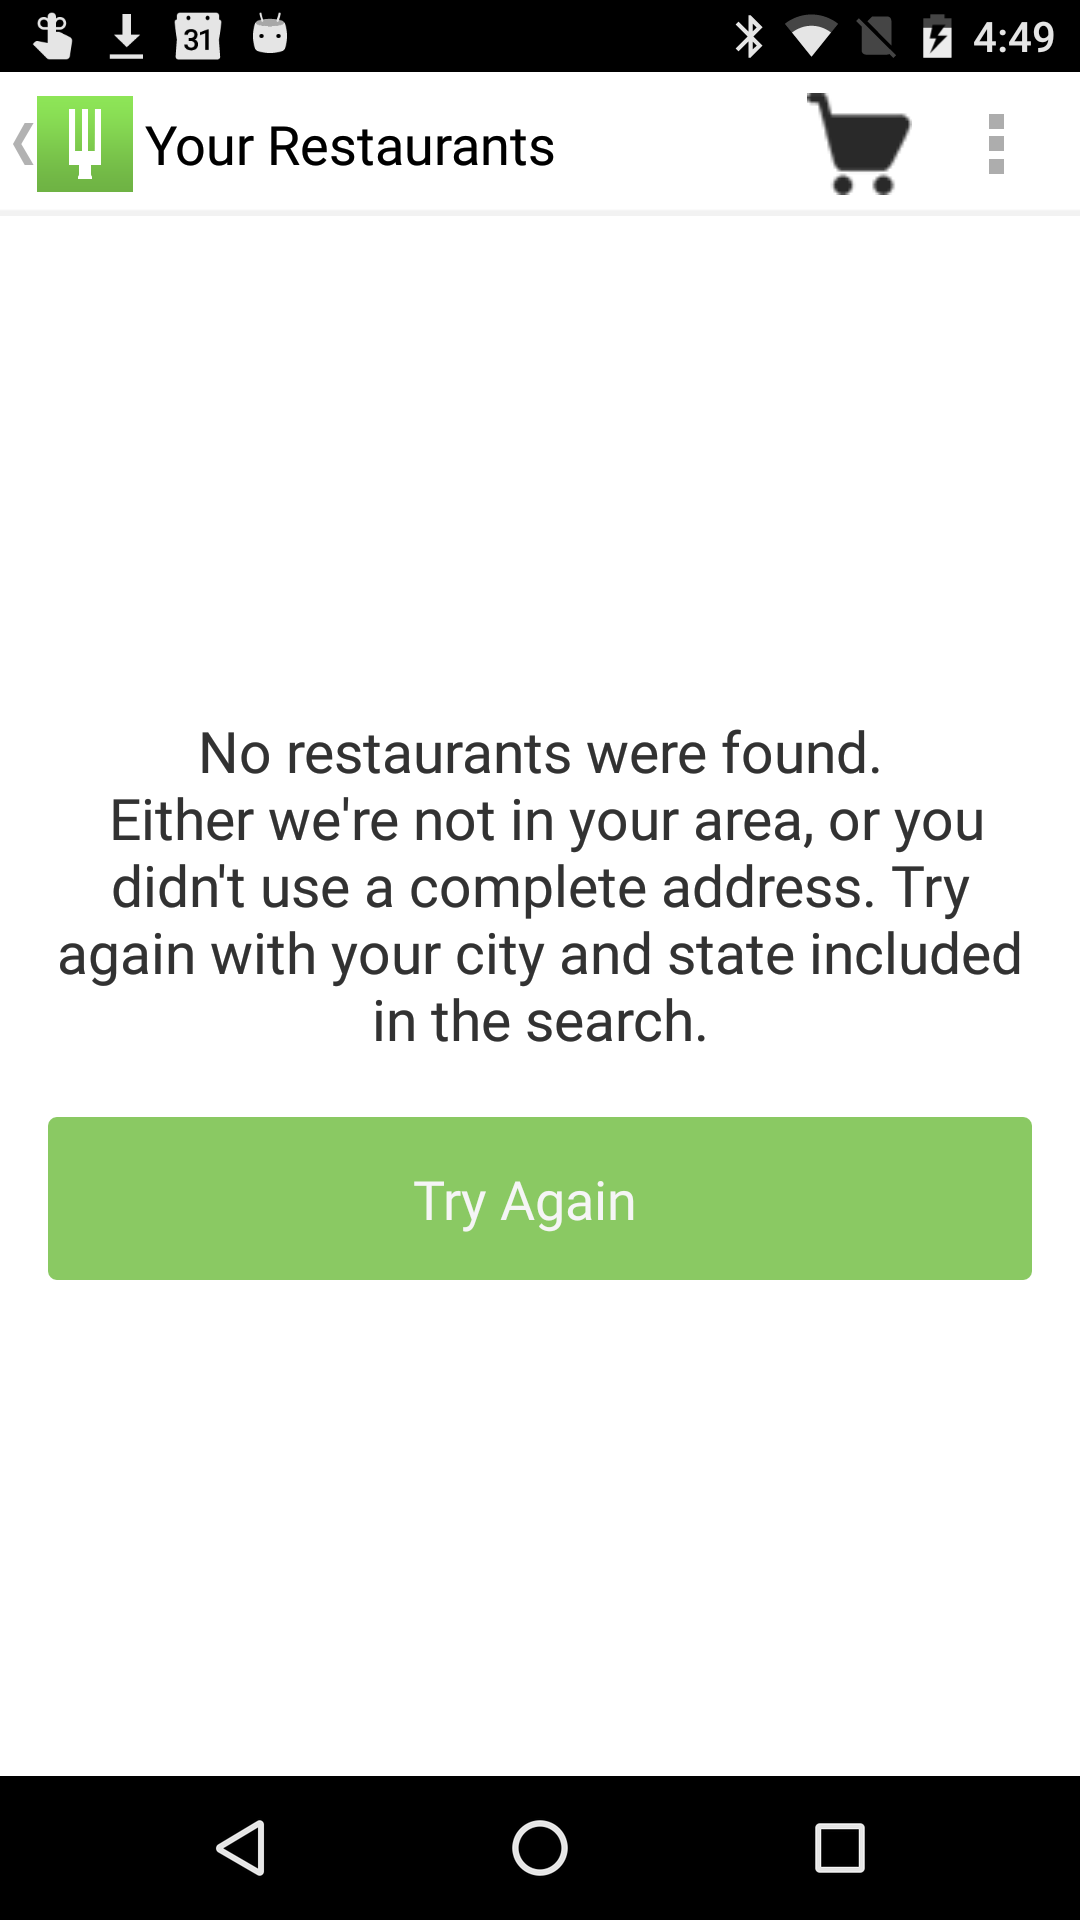 31
4:49
Your Restaurants
No restaurants were found.
Either we're not in your area, or you
didn't use a complete address. Try
again with your city and state included
in the search.
Try Again